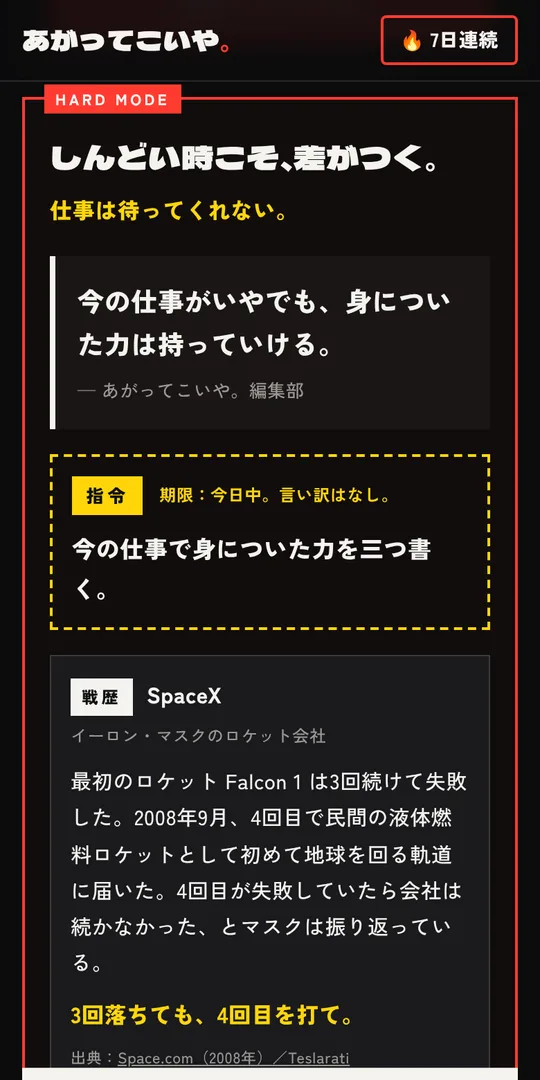 あがってこいや。
🔥 7日連続
HARD MODE
しんどい時こそ、差がつく。
仕事は待ってくれない。
今の仕事がいやでも、身につい
た力は持っていける。
— あがってこいや。編集部
指令 期限：今日中。言い訳はなし。
今の仕事で身についた力を三つ書
く。
戦歴 SpaceX
イーロン・マスクのロケット会社
最初のロケット Falcon 1 は3回続けて失敗
した。2008年9月、4回目で民間の液体燃
料ロケットとして初めて地球を回る軌道
に届いた。4回目が失敗していたら会社は
続かなかった、とマスクは振り返ってい
る。
3回落ちても、4回目を打て。
出典：Space.com（2008年）／Teslarati